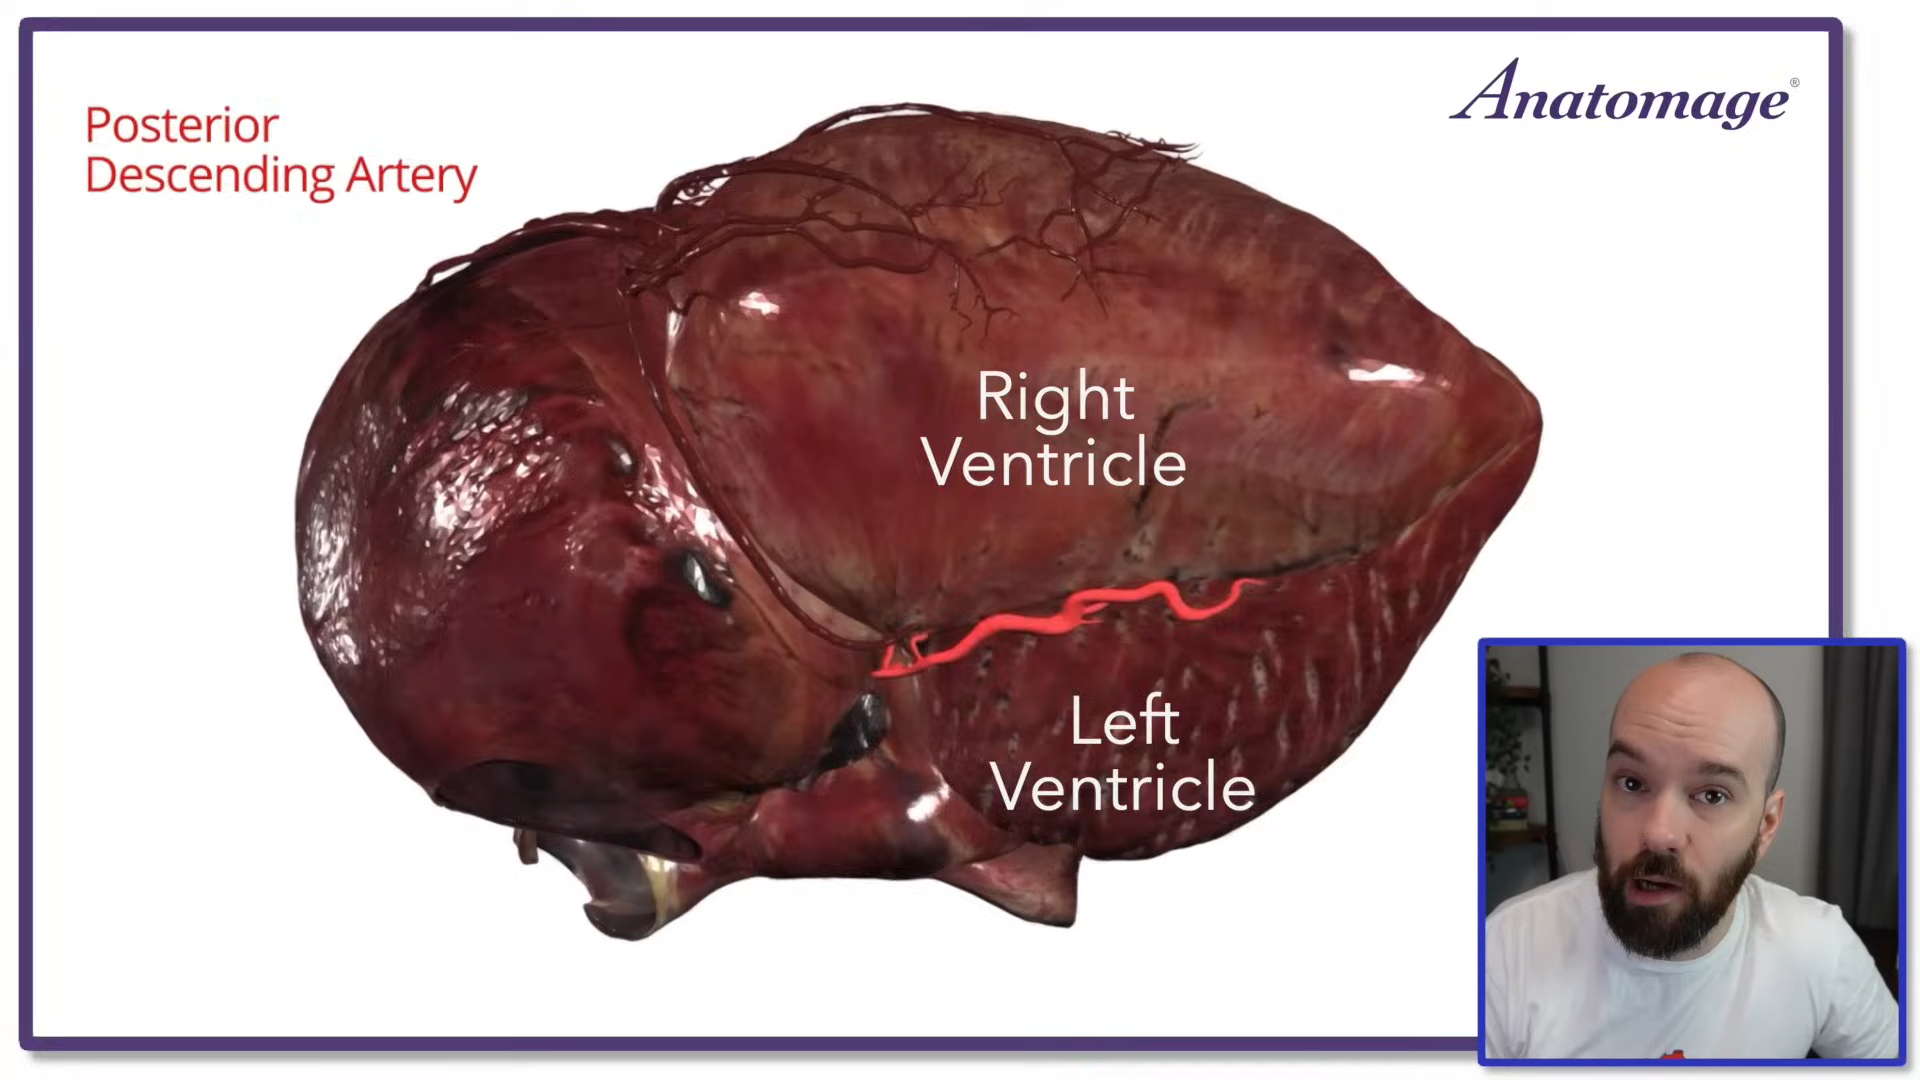 Posterior
Descending Artery
Anatomage®
Right
Ventricle
Left
Ventricle